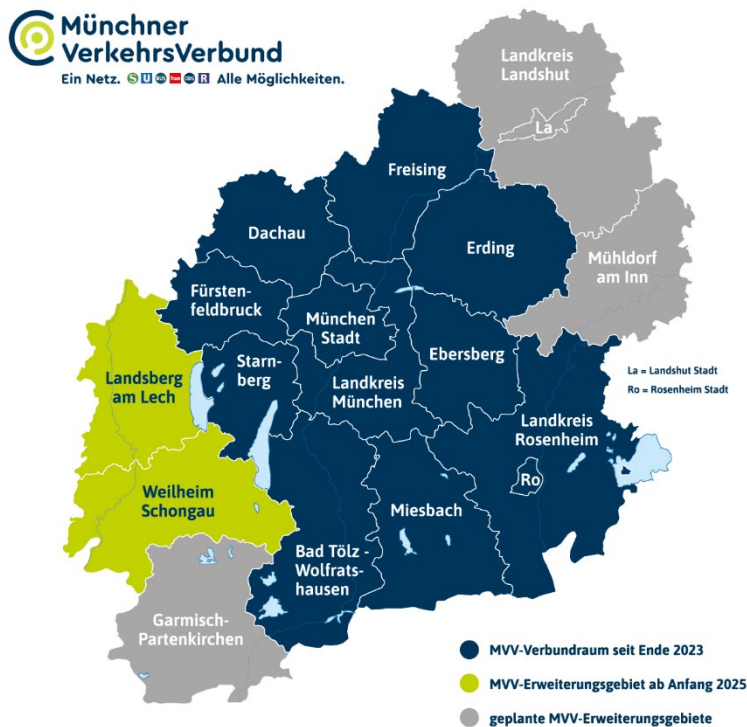 Münchner
VerkehrsVerbund
Ein Netz. S U BUS Tram R Alle Möglichkeiten.
Landkreis
Landshut
La
Freising
Dachau
Erding
Mühldorf
am Inn
Fürsten-
feldbruck
München
Stadt
Ebersberg
Starn-
berg
Landsberg
am Lech
Landkreis
München
La = Landshut Stadt
Ro = Rosenheim Stadt
Landkreis
Rosenheim
Ro
Weilheim
Schongau
Miesbach
Bad Tölz -
Wolfrats-
hausen
Garmisch-
Partenkirchen
MVV-Verbundraum seit Ende 2023
MVV-Erweiterungsgebiet ab Anfang 2025
geplante MVV-Erweiterungsgebiete